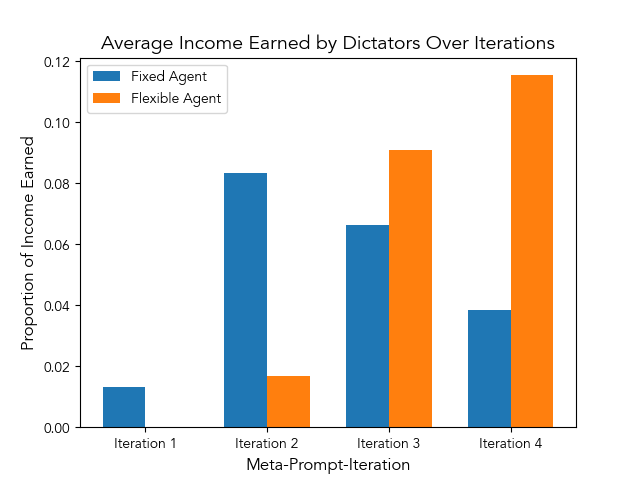 Average Income Earned by Dictators Over Iterations
Fixed Agent
Flexible Agent
Proportion of Income Earned
0.12
0.10
0.08
0.06
0.04
0.02
0.00
Iteration 1
Iteration 2
Iteration 3
Iteration 4
Meta-Prompt-Iteration